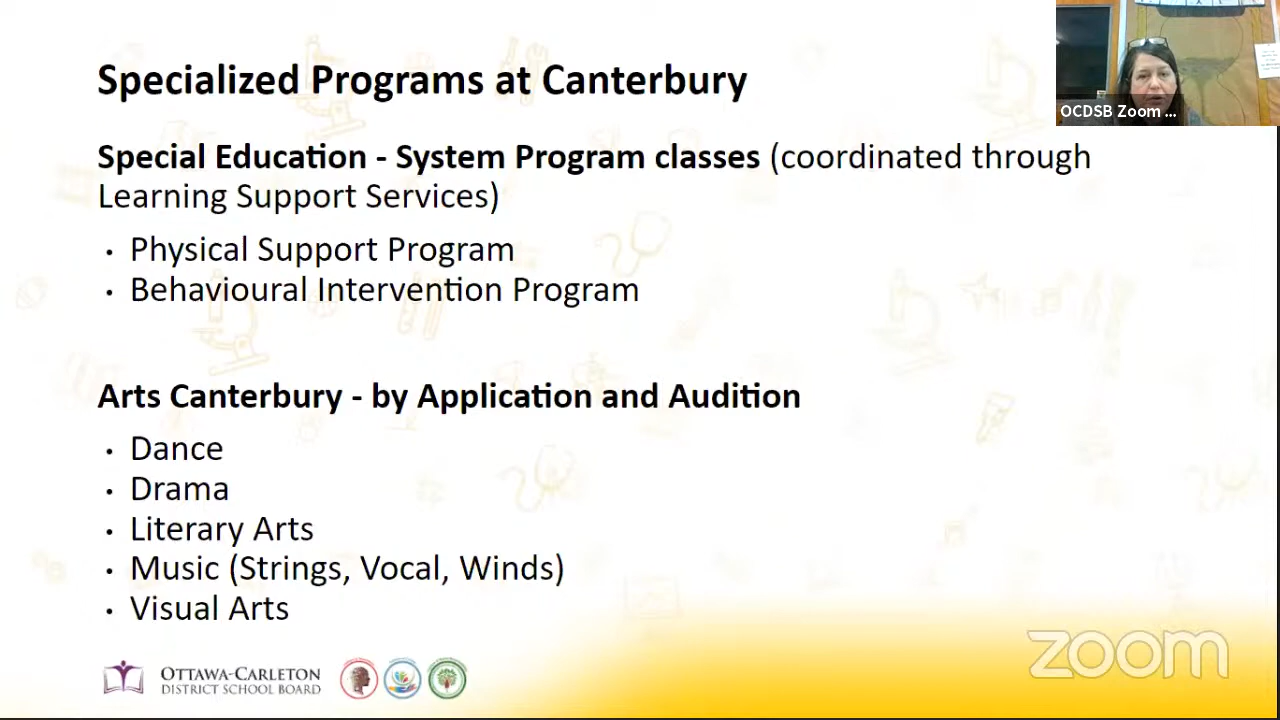 Specialized Programs at Canterbury
OCDSB Zoom ...
Special Education - System Program classes (coordinated through
Learning Support Services)
• Physical Support Program
• Behavioural Intervention Program
Arts Canterbury - by Application and Audition
• Dance
• Drama
• Literary Arts
• Music (Strings, Vocal, Winds)
• Visual Arts
OTTAWA-CARLETON
DISTRICT SCHOOL BOARD
zoom